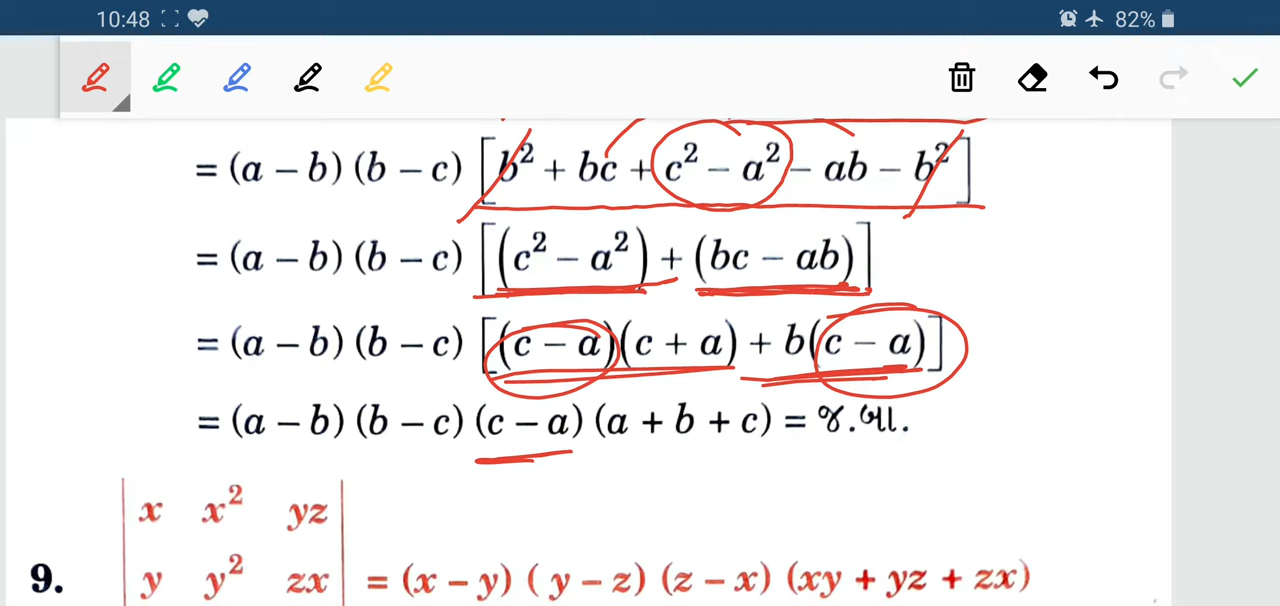 10:48 82%
= (a – b) (b – c) [b² + bc + c² – a² – ab – b²]
= (a – b) (b – c) [(c² – a²) + (bc – ab)]
= (a – b) (b – c) [(c – a)(c + a) + b(c – a)]
= (a – b) (b – c) (c – a) (a + b + c) = જ.બા.
x x² yz
9. y y² zx = (x – y) (y – z) (z – x) (xy + yz + zx)